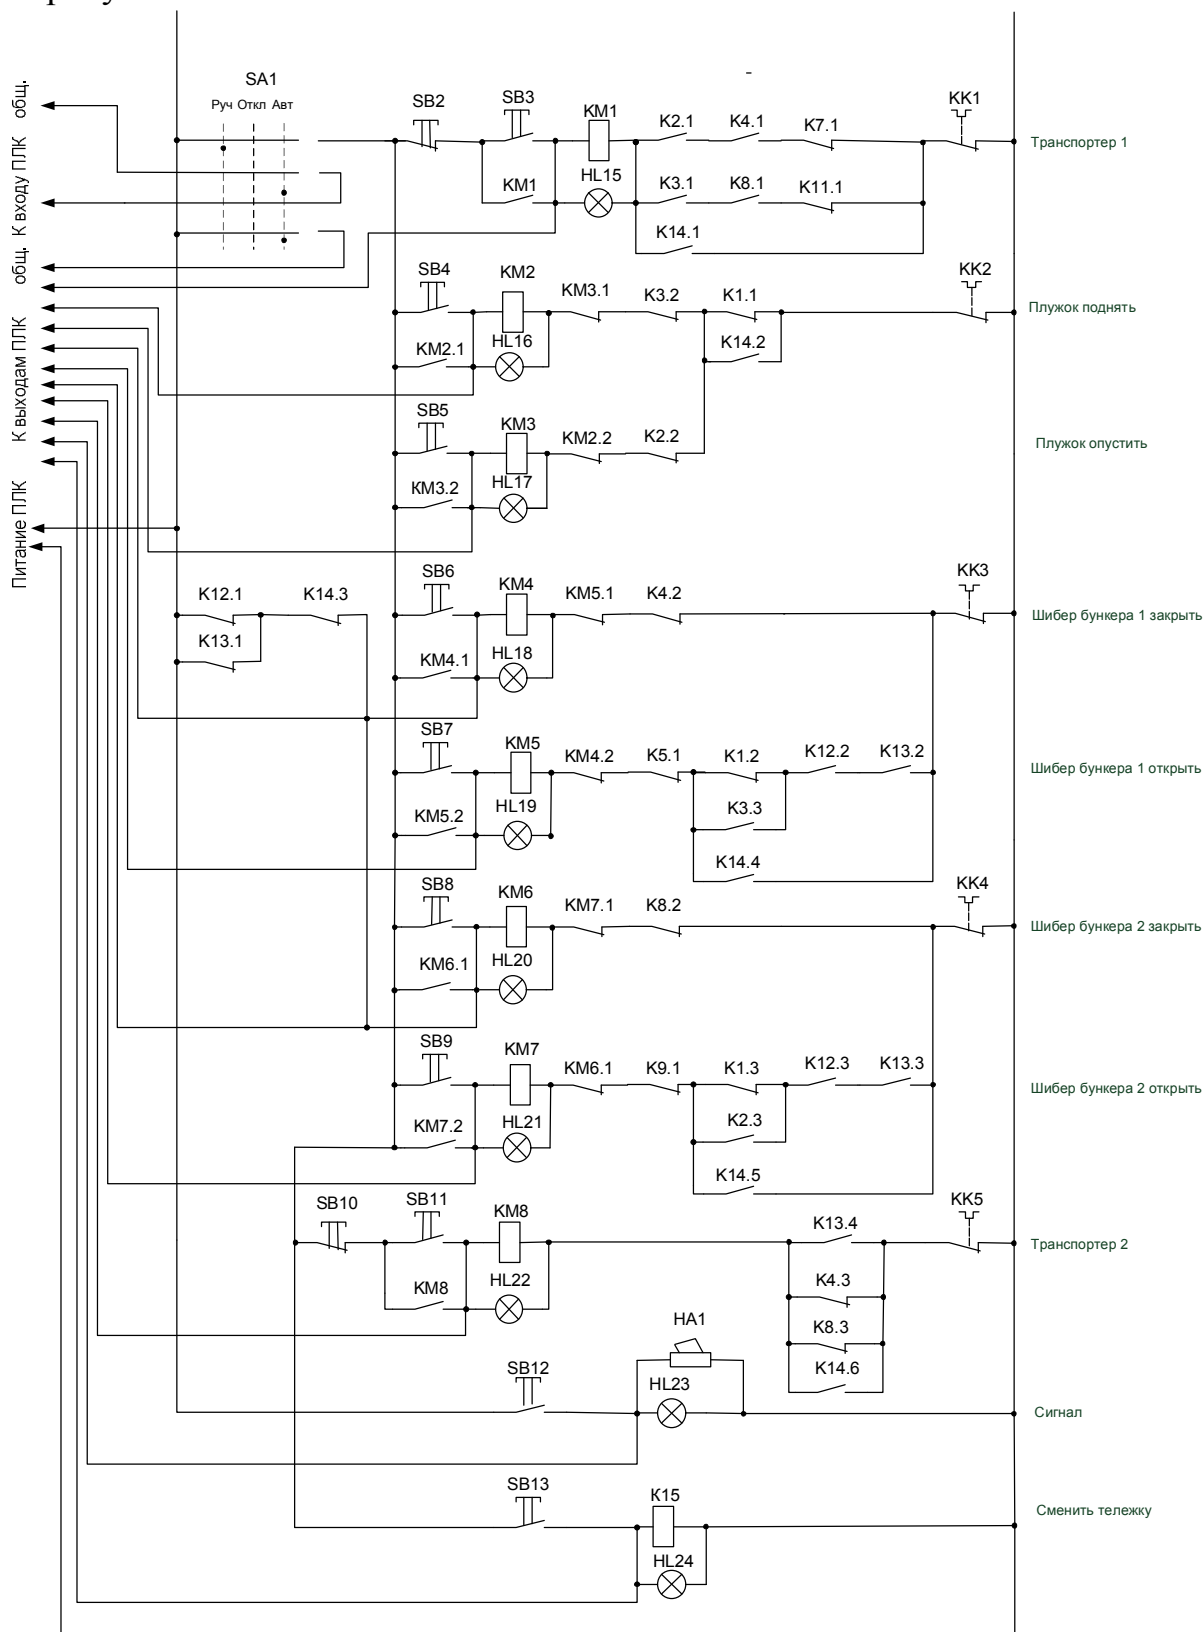 SA1
Руч Откл Авт
SB2
SB3
KM1
K2.1
K4.1
K7.1
KK1
Транспортер 1
KM1
HL15
K3.1
K8.1
K11.1
K14.1
общ.
К входу ПЛК
общ.
К выходам ПЛК
Питание ПЛК
SB4
KM2
KM3.1
K3.2
K1.1
KK2
Плужок поднять
KM2.1
HL16
K14.2
SB5
KM3
KM2.2
K2.2
Плужок опустить
KM3.2
HL17
K12.1
K14.3
K13.1
SB6
KM4
KM5.1
K4.2
KK3
Шибер бункера 1 закрыть
KM4.1
HL18
SB7
KM5
KM4.2
K5.1
K1.2
K12.2
K13.2
Шибер бункера 1 открыть
KM5.2
HL19
K3.3
K14.4
SB8
KM6
KM7.1
K8.2
KK4
Шибер бункера 2 закрыть
KM6.1
HL20
SB9
KM7
KM6.1
K9.1
K1.3
K12.3
K13.3
Шибер бункера 2 открыть
KM7.2
HL21
K2.3
K14.5
SB10
SB11
KM8
K13.4
KK5
Транспортер 2
KM8
HL22
K4.3
K8.3
K14.6
HA1
SB12
HL23
Сигнал
SB13
K15
Сменить тележку
HL24